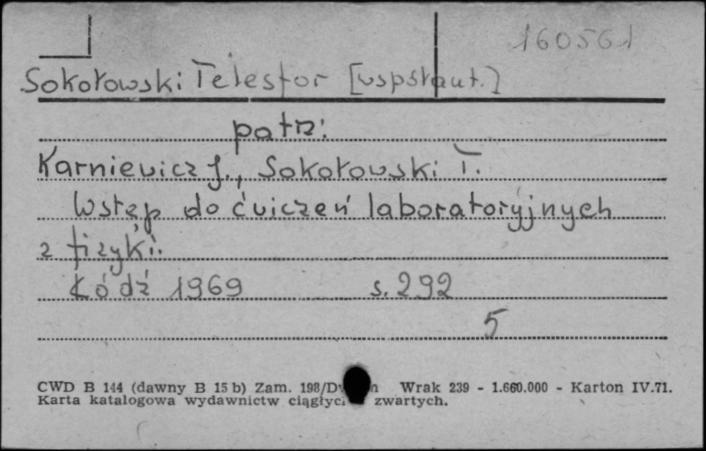 160561
Sokołowski Telesfor [współaut.]
patrz:
Karniewicz J., Sokołowski T.
Wstęp do ćwiczeń laboratoryjnych
z fizyki.
Łódź 1969 s. 292
5
CWD B 144 (dawny B 15 b) Zam. 198/D Wrak 239 - 1.660.000 - Karton IV.71.
Karta katalogowa wydawnictw ciągłyc zwartych.